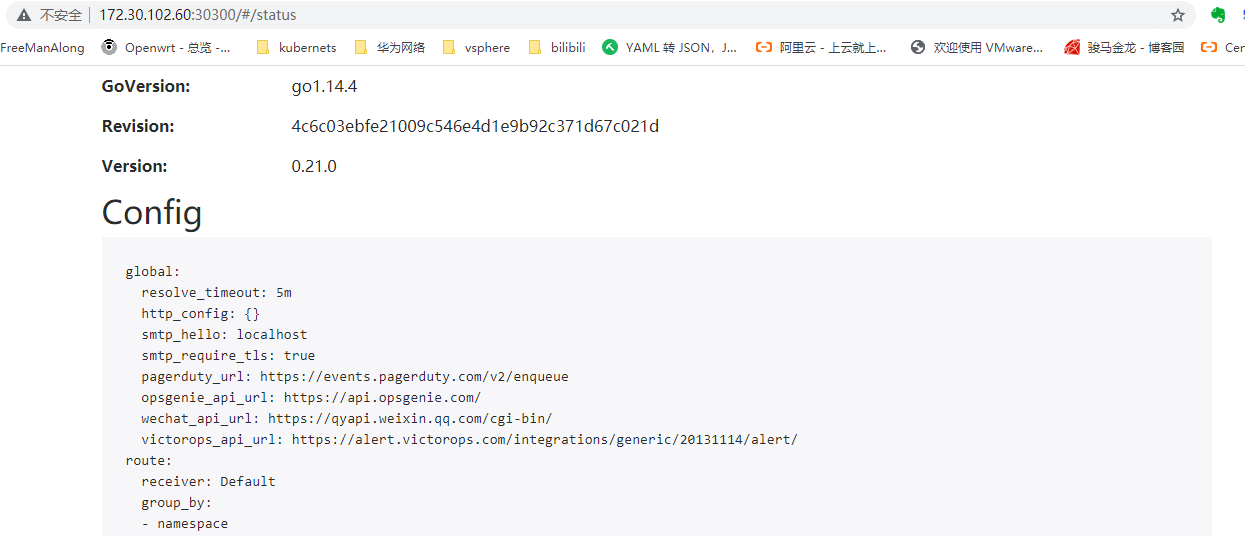 不安全 172.30.102.60:30300/#/status
FreeManAlong Openwrt - 总览 -... kubernets 华为网络 vsphere bilibili YAML 转 JSON，J... 阿里云 - 上云就上... 欢迎使用 VMware... 骏马金龙 - 博客园 Cen
GoVersion: go1.14.4
Revision: 4c6c03ebfe21009c546e4d1e9b92c371d67c021d
Version: 0.21.0
Config
global:
  resolve_timeout: 5m
  http_config: {}
  smtp_hello: localhost
  smtp_require_tls: true
  pagerduty_url: https://events.pagerduty.com/v2/enqueue
  opsgenie_api_url: https://api.opsgenie.com/
  wechat_api_url: https://qyapi.weixin.qq.com/cgi-bin/
  victorops_api_url: https://alert.victorops.com/integrations/generic/20131114/alert/
route:
  receiver: Default
  group_by:
  - namespace